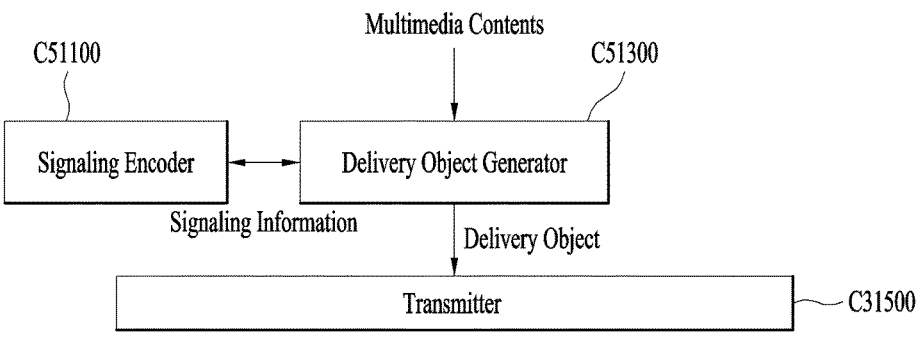 Multimedia Contents
C51100
C51300
Signaling Encoder
Delivery Object Generator
Signaling Information
Delivery Object
Transmitter
C31500